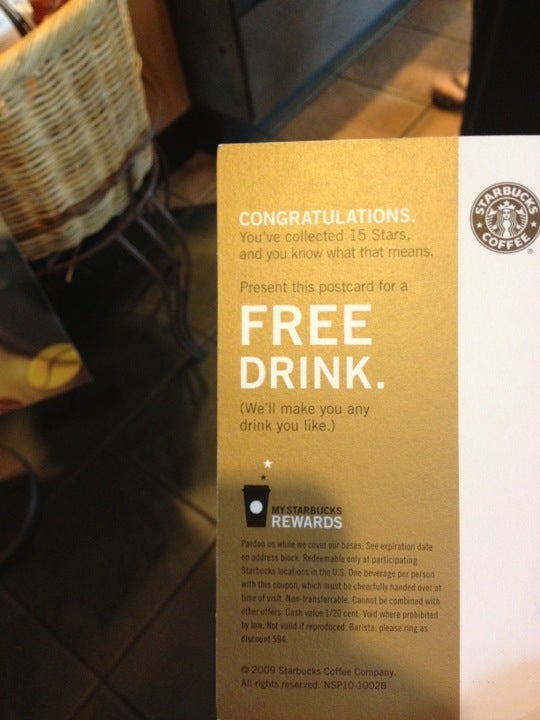 CONGRATULATIONS.
You've collected 15 Stars,
and you know what that means.
Present this postcard for a
FREE
DRINK.
(We'll make you any
drink you like.)
MY STARBUCKS
REWARDS
Pardon us while we cover our bases: See expiration date
on address block. Redeemable only at participating
Starbucks locations in the U.S. One beverage per person
with this coupon, which must be cheerfully handed over at
time of visit. Non-transferrable. Cannot be combined with
other offers. Cash value 1/20 cent. Void where prohibited
by law. Not valid if reproduced. Barista, please ring as
discount 594.
© 2009 Starbucks Coffee Company.
All rights reserved. NSP10-10028
STARBUCKS
COFFEE
®